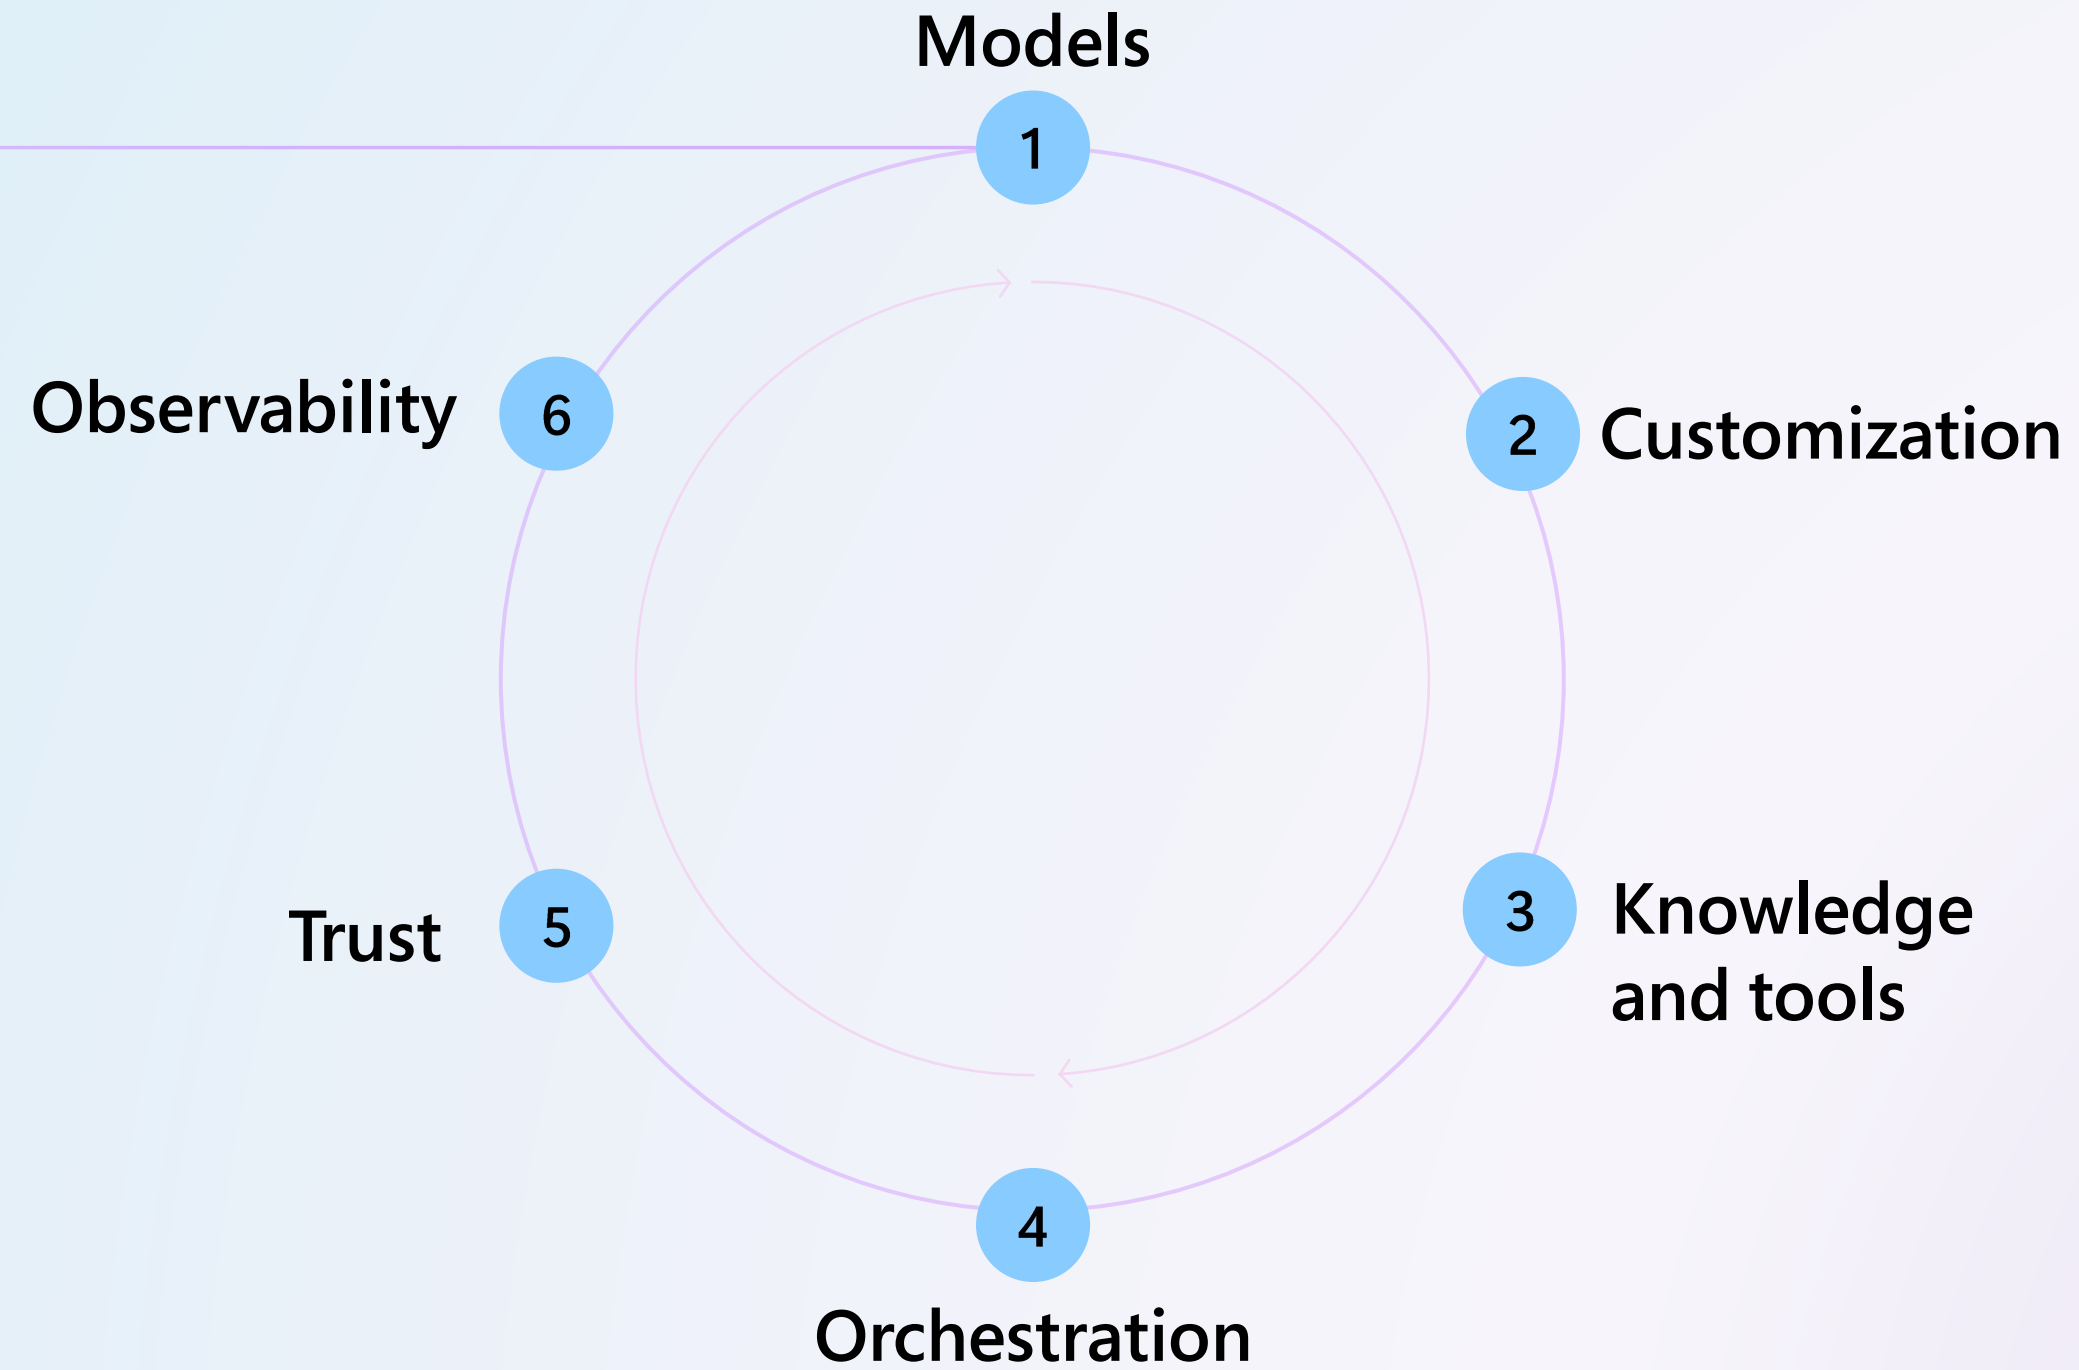 Models
1
2
Customization
3
Knowledge
and tools
4
Orchestration
5
Trust
6
Observability